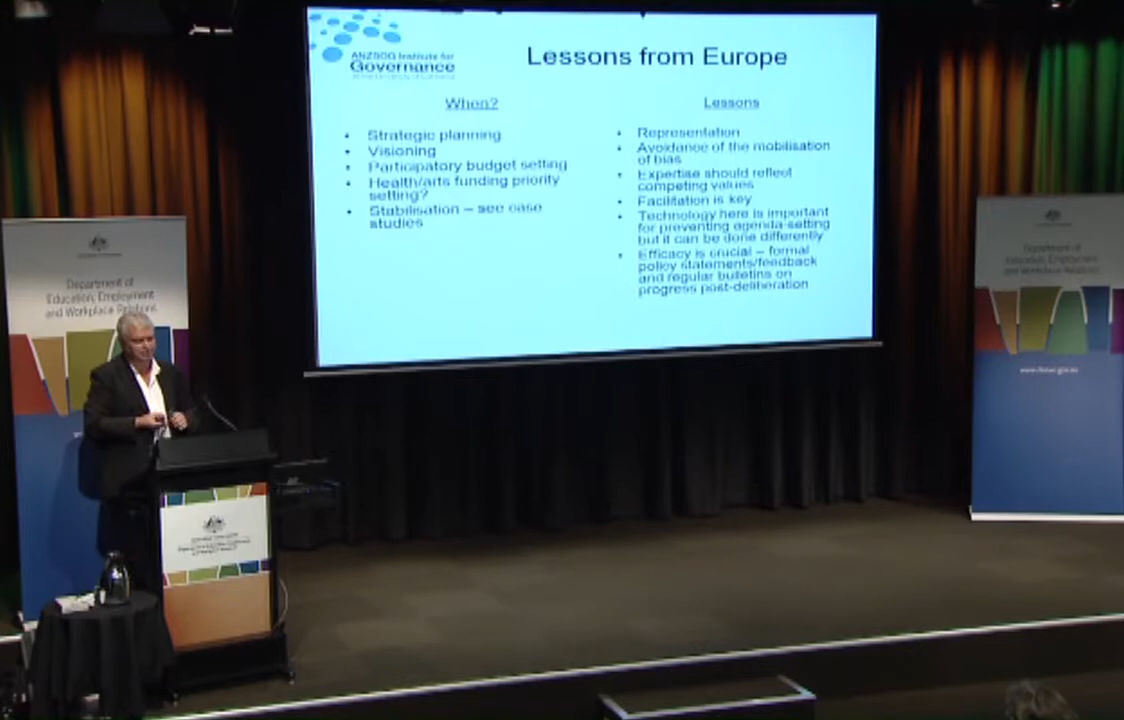 ANZSOG Institute for
Governance
Lessons from Europe
When?
• Strategic planning
• Visioning
• Participatory budget setting
• Health/arts funding priority
setting?
• Stabilisation – see case
studies
Lessons
• Representation
• Avoidance of the mobilisation
of bias
• Expertise should reflect
competing values
• Facilitation is key
• Technology here is important
for preventing agenda-setting
but it can be done differently
• Efficacy is crucial – formal
policy statements/feedback
and regular bulletins on
progress post-deliberation
Department of
Education, Employment
and Workplace Relations
Department of
Education, Employment
and Workplace Relations